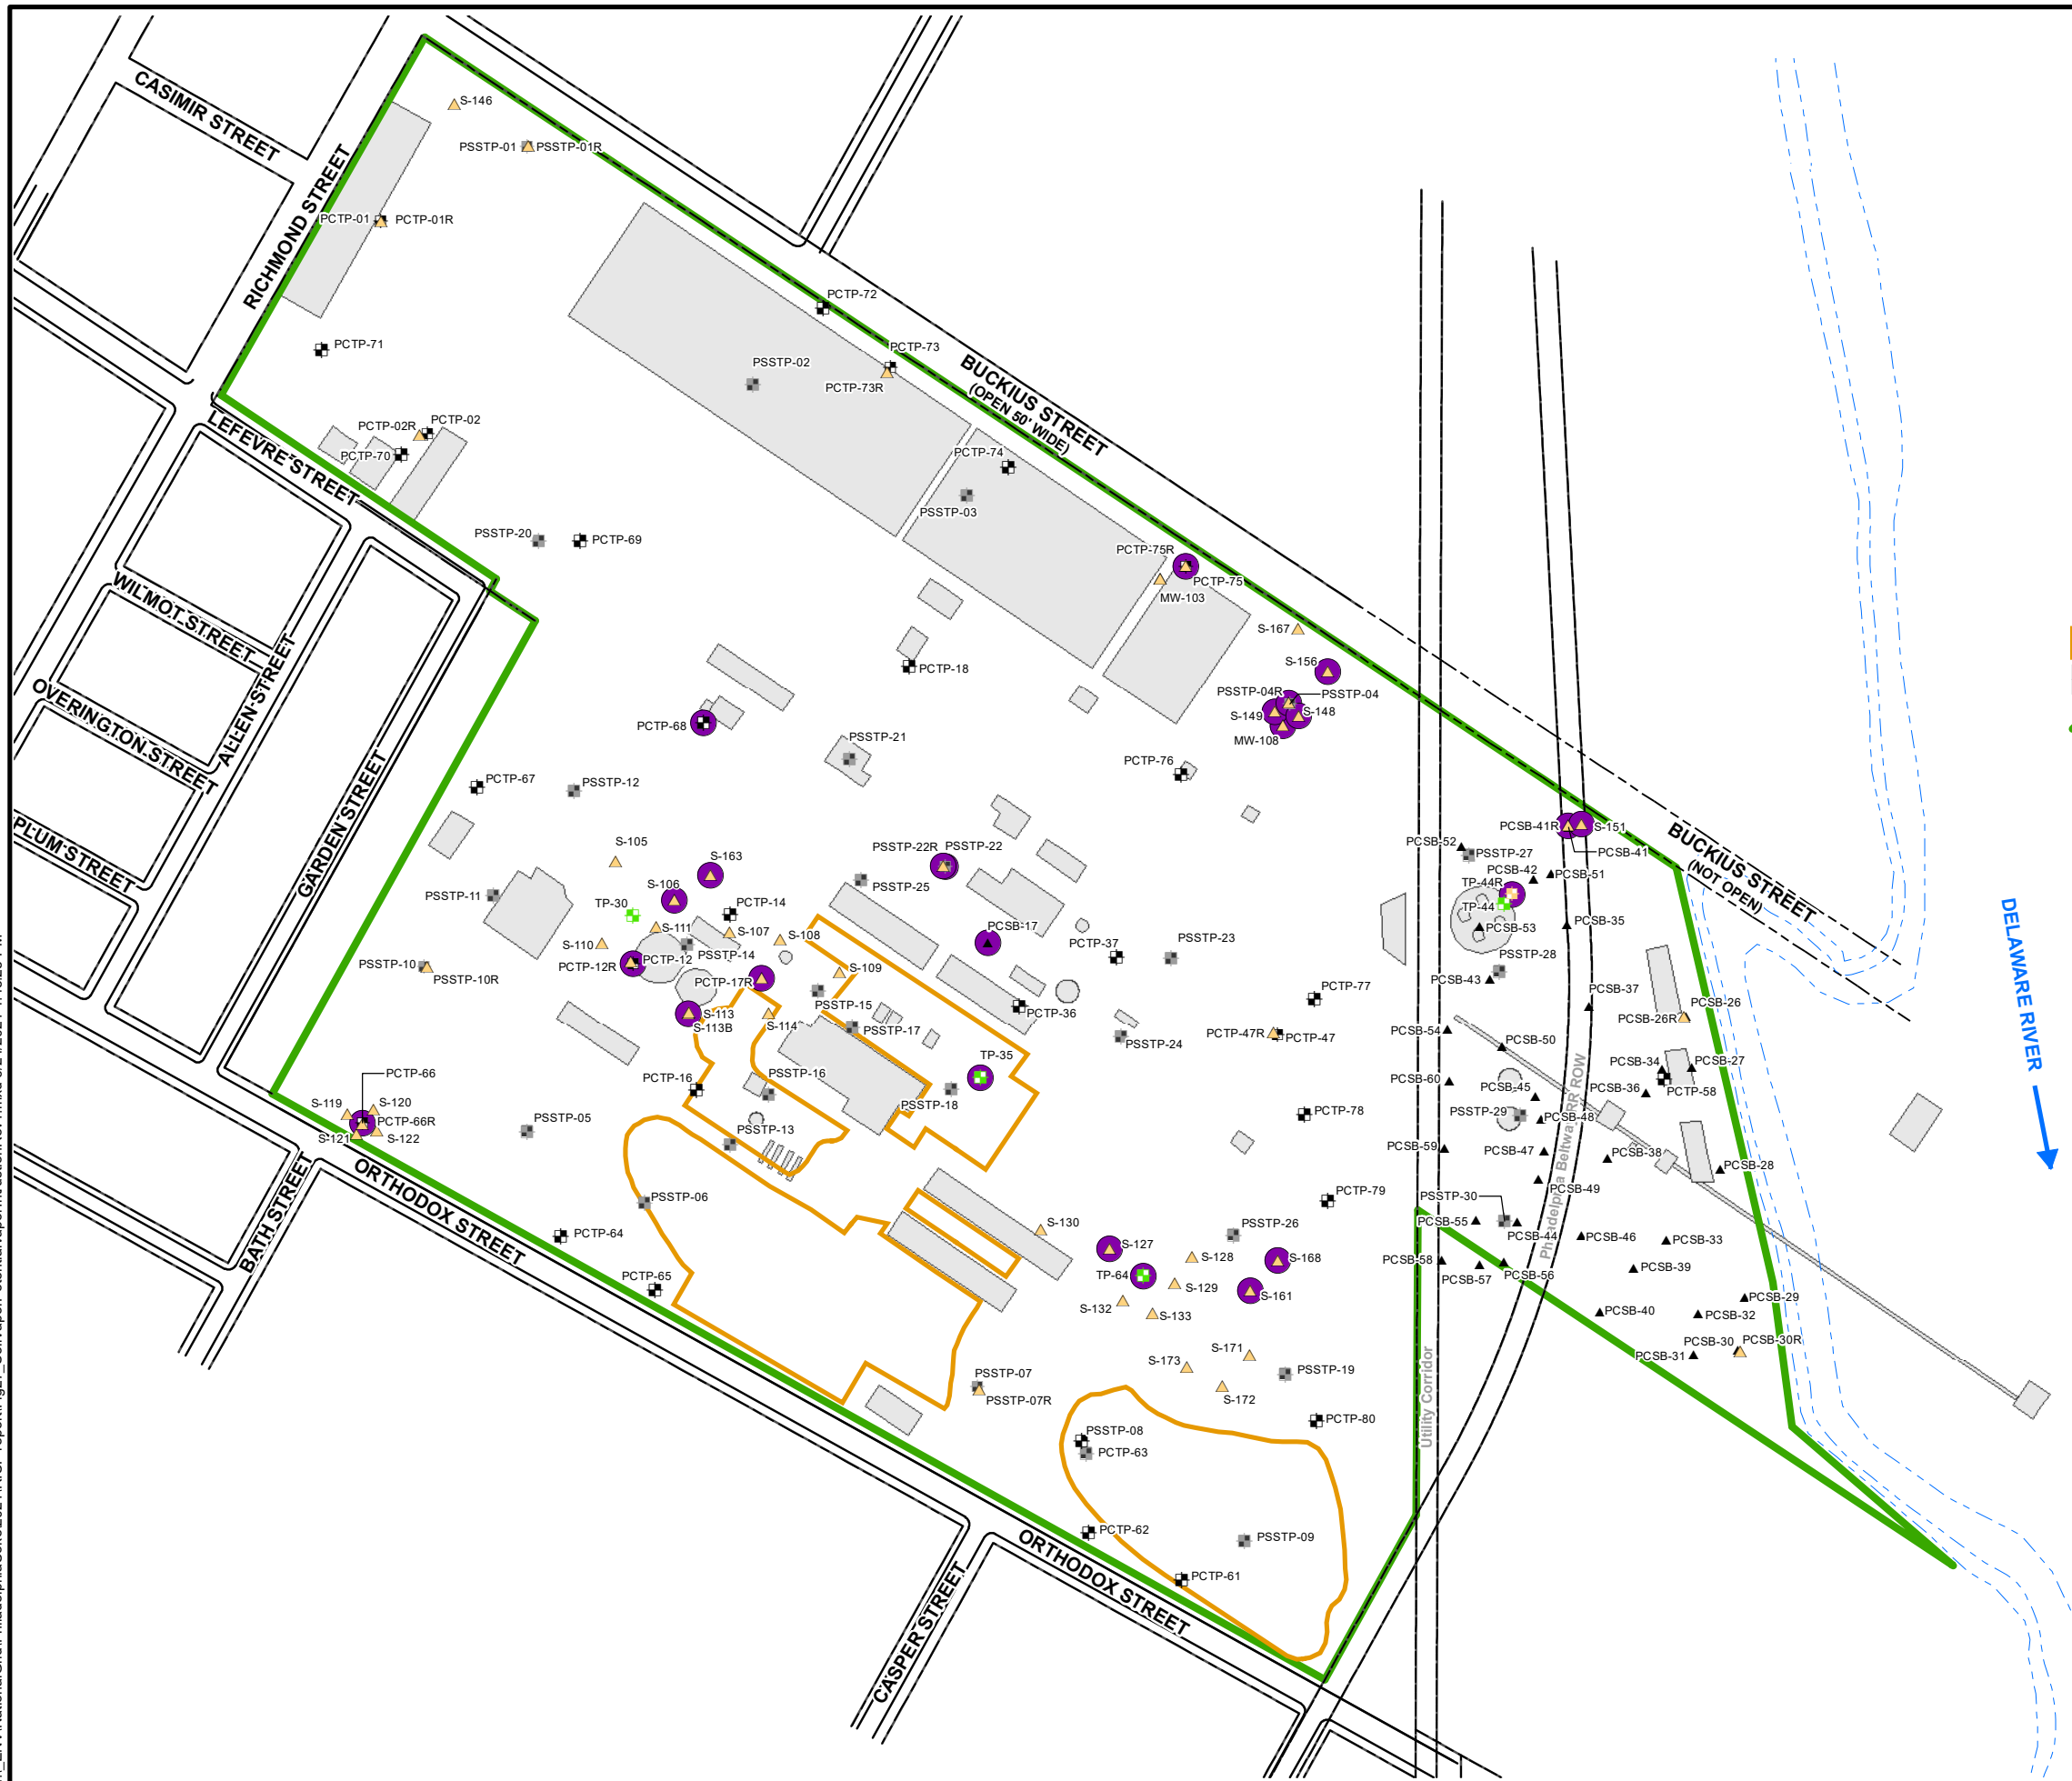 CASIMIR STREET
S-146
PSSTP-01
PSSTP-01R
RICHMOND STREET
PCTP-01
PCTP-01R
PCTP-72
PCTP-71
PCTP-73
PSSTP-02
PCTP-73R
BUCKIUS STREET
(OPEN 50' WIDE)
LEFEVRE STREET
PCTP-02R
PCTP-02
PCTP-70
PCTP-74
PSSTP-03
PSSTP-20
PCTP-69
PCTP-75R
PCTP-75
MW-103
WILMOT STREET
S-167
ALLEN STREET
PCTP-18
S-156
OVERINGTON STREET
PSSTP-04R
PSSTP-04
S-149
S-148
MW-108
PCTP-68
PSSTP-21
PCTP-76
PCTP-67
PSSTP-12
GARDEN STREET
PLUM STREET
PCSB-41R
S-151
PCSB-41
BUCKIUS STREET
(NOT OPEN)
PCSB-52
PSSTP-27
S-105
S-163
PSSTP-22R
PSSTP-22
PCSB-42
PCSB-51
PSSTP-25
TP-44R
TP-44
PSSTP-11
S-106
TP-30
PCTP-14
PCSB-17
PCSB-35
PCSB-53
DELAWARE RIVER
S-111
S-107
S-108
S-110
PSSTP-14
PCTP-37
PSSTP-23
PSSTP-28
PCTP-12R
PCTP-12
PSSTP-10
PSSTP-10R
S-109
PCTP-17R
PCSB-43
PSSTP-15
PCTP-77
PCSB-37
PCSB-26
PCSB-26R
S-113
S-113B
S-114
PSSTP-17
PCTP-36
PSSTP-24
PCTP-47R
PCTP-47
PCSB-54
PCSB-50
PCSB-34
PCSB-27
TP-35
PCTP-66
PCTP-16
PSSTP-16
PSSTP-18
PCSB-60
PCSB-45
PCSB-36
PCTP-58
S-119
S-120
PCTP-66R
S-121
S-122
PSSTP-05
PSSTP-13
PCTP-78
PSSTP-29
PCSB-48
PCSB-59
PCSB-47
PCSB-38
PCSB-28
ORTHODOX STREET
BATH STREET
PSSTP-06
PCTP-79
PCSB-49
PSSTP-30
Philadelphia Beltway RR ROW
PCTP-64
S-130
PSSTP-26
PCSB-55
PCSB-44
PCSB-46
PCSB-33
S-127
S-128
S-168
PCSB-58
PCSB-57
PCSB-56
PCSB-39
PCTP-65
TP-64
S-129
S-161
PCSB-29
S-132
S-133
PCSB-40
PCSB-32
PCSB-30
PCSB-30R
PCSB-31
S-171
S-173
S-172
PSSTP-19
PSSTP-07
PSSTP-07R
Utility Corridor
PCTP-80
PSSTP-08
PCTP-63
PCTP-62
PSSTP-09
ORTHODOX STREET
PCTP-61
CASPER STREET